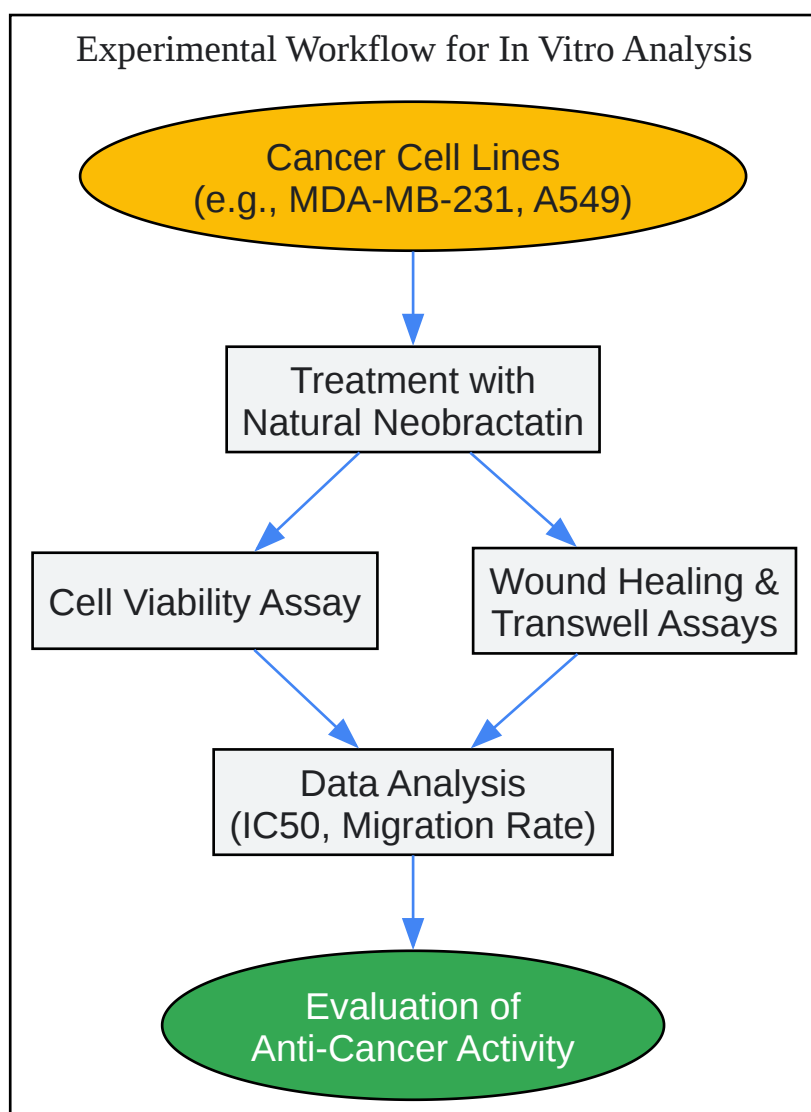 Experimental Workflow for In Vitro Analysis
Cancer Cell Lines
(e.g., MDA-MB-231, A549)
Treatment with
Natural Neobractatin
Cell Viability Assay
Wound Healing &
Transwell Assays
Data Analysis
(IC50, Migration Rate)
Evaluation of
Anti-Cancer Activity